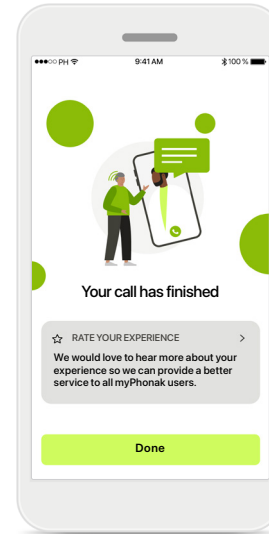 PH 9:41 AM 100 %
Your call has finished
RATE YOUR EXPERIENCE
We would love to hear more about your
experience so we can provide a better
service to all myPhonak users.
Done